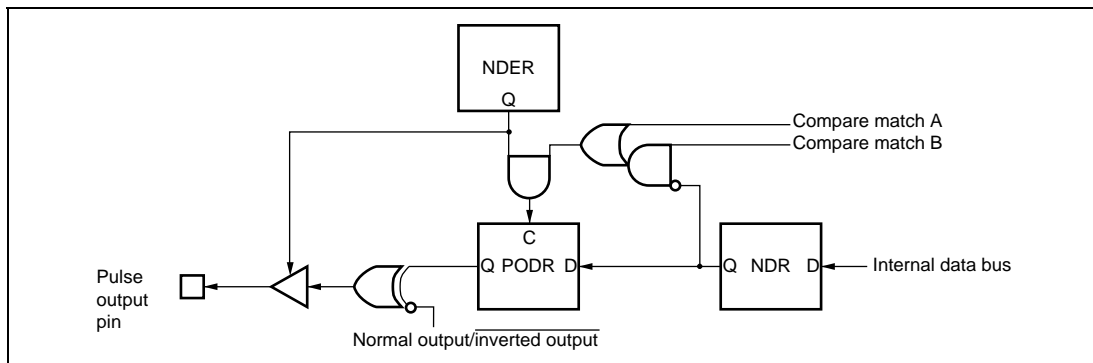 NDER
Q
Compare match A
Compare match B
C
Q PODR D
Q NDR D
Internal data bus
Pulse
output
pin
Normal output/inverted output